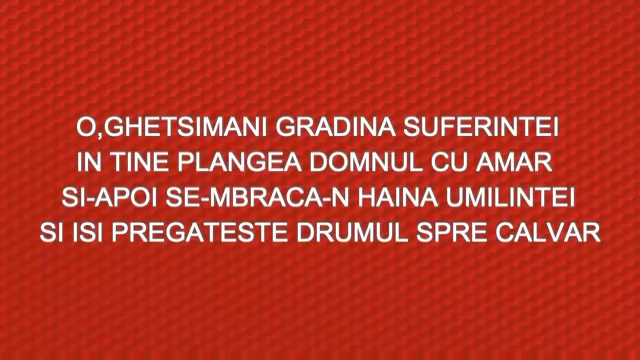 O,GHETSIMANI GRADINA SUFERINTEI
IN TINE PLANGEA DOMNUL CU AMAR
SI-APOI SE-MBRACA-N HAINA UMILINTEI
SI ISI PREGATESTE DRUMUL SPRE CALVAR